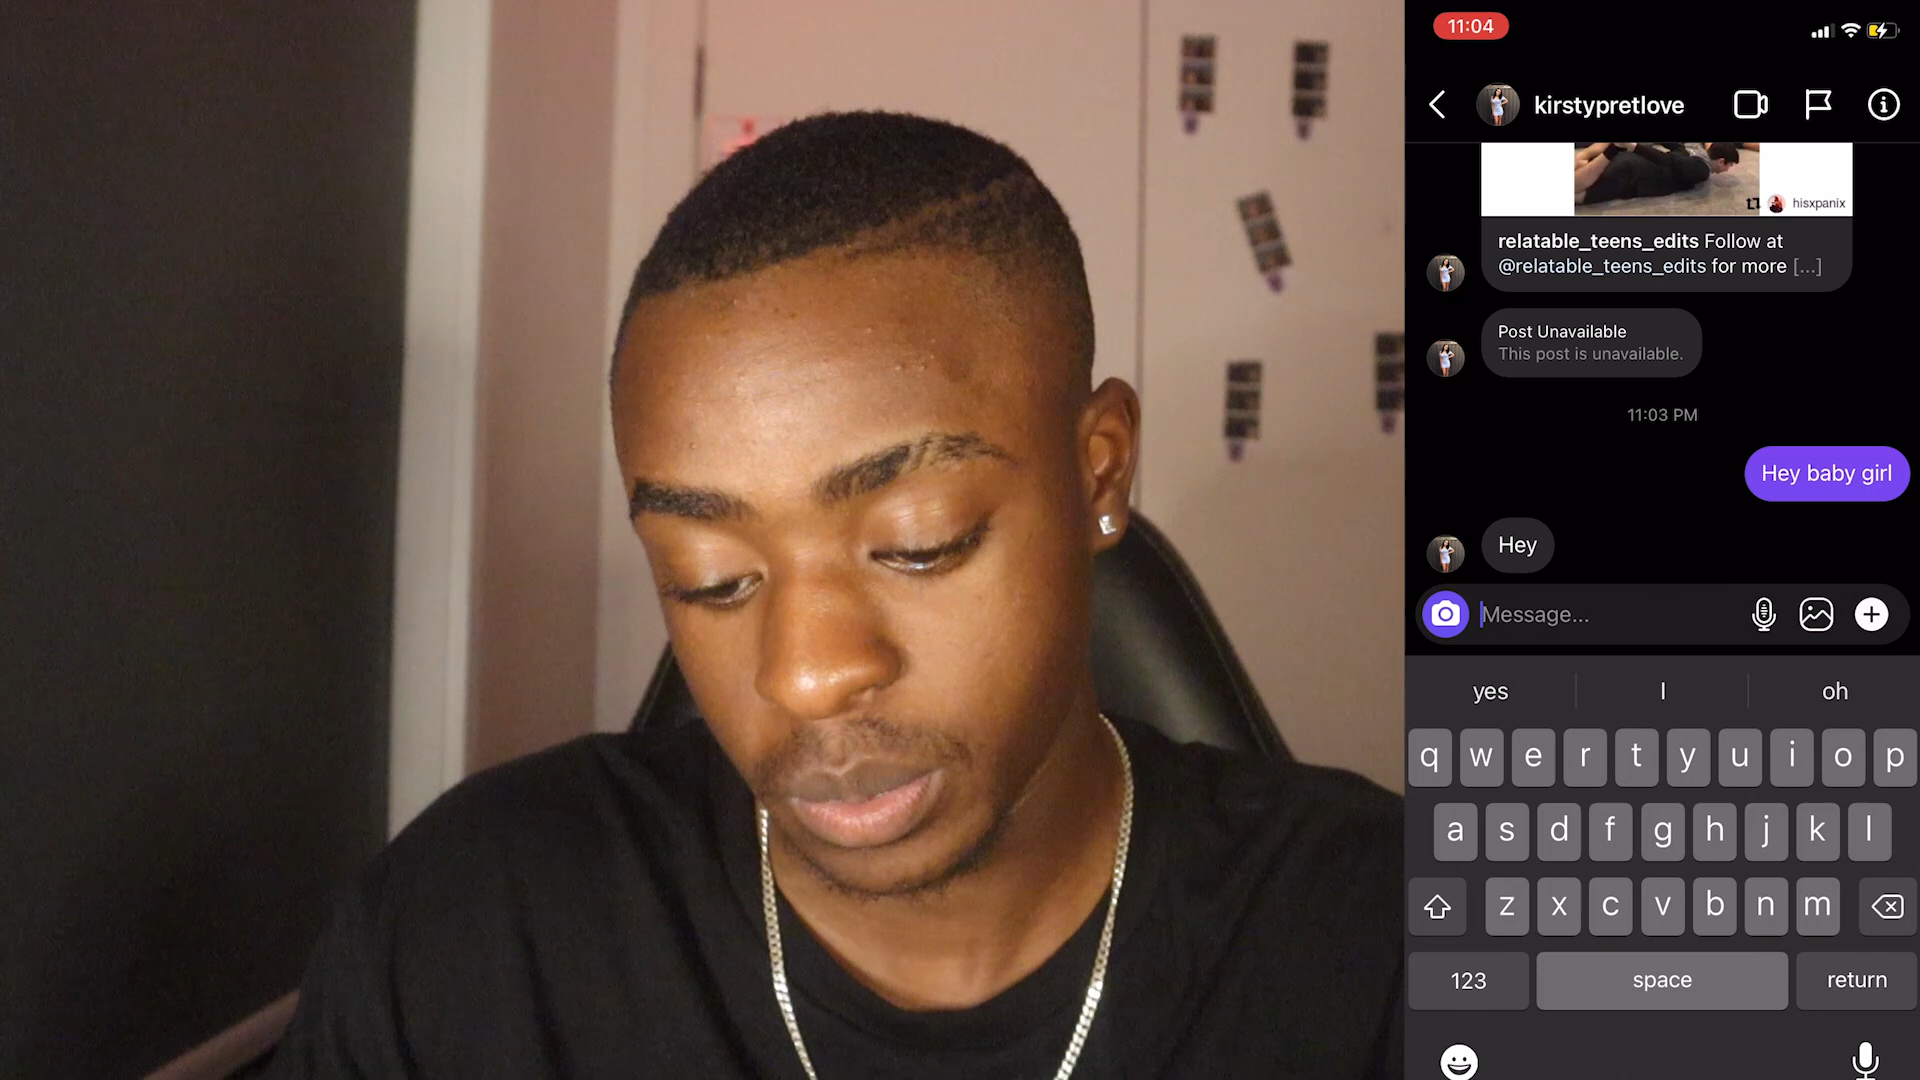 11:04
kirstypretlove
hisxpanix
relatable_teens_edits Follow at
@relatable_teens_edits for more [...]
Post Unavailable
This post is unavailable.
11:03 PM
Hey baby girl
Hey
Message...
yes I oh
q w e r t y u i o p
a s d f g h j k l
z x c v b n m
123 space return